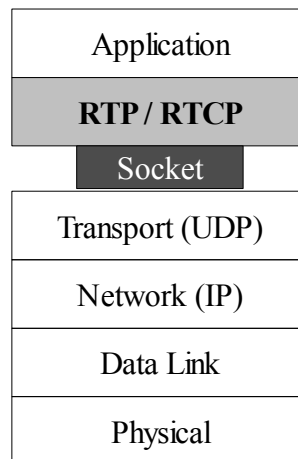 Application
RTP / RTCP
Socket
Transport (UDP)
Network (IP)
Data Link
Physical